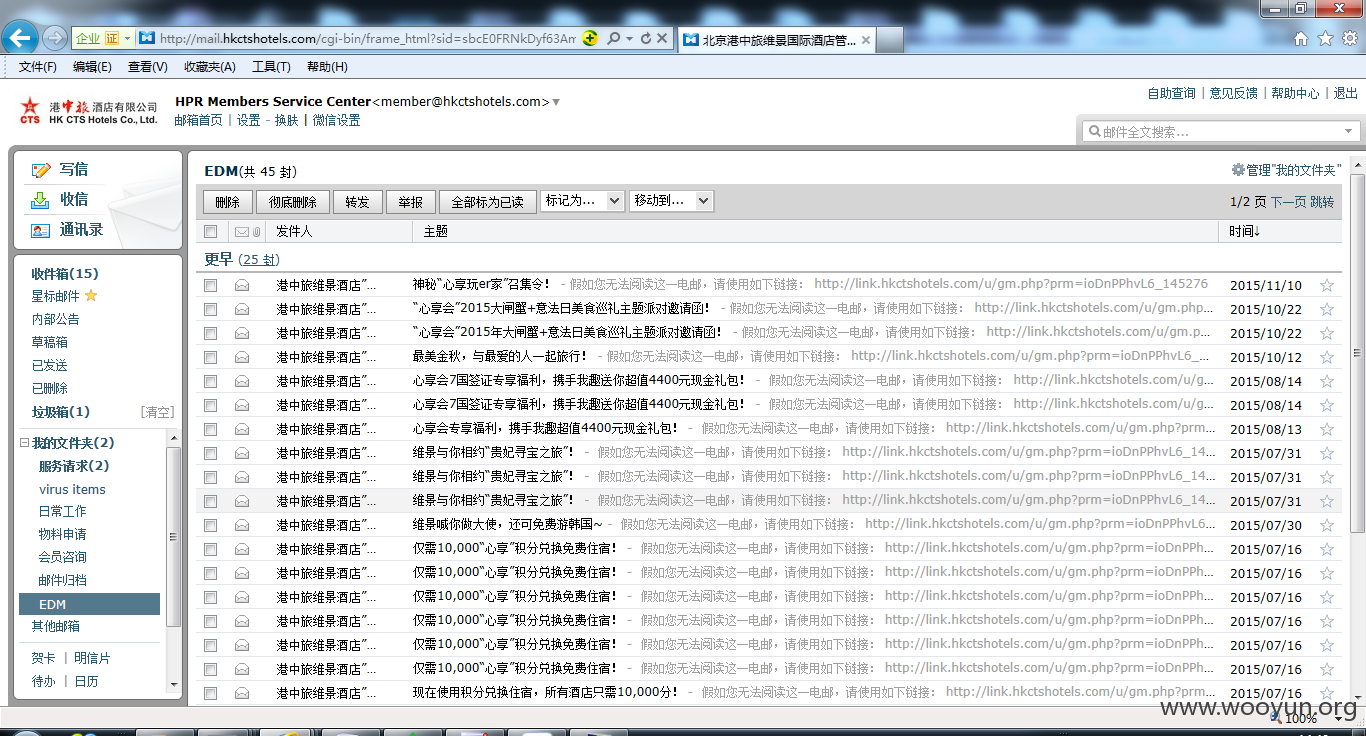 企业 证 http://mail.hkctshotels.com/cgi-bin/frame_html?sid=sbcE0FRNkDyf63An 北京港中旅维景国际酒店管...
文件(F) 编辑(E) 查看(V) 收藏夹(A) 工具(T) 帮助(H)
港中旅酒店有限公司
CTS HK CTS Hotels Co., Ltd.
HPR Members Service Center<member@hkctshotels.com>
邮箱首页 | 设置 - 换肤 | 微信设置
自助查询 | 意见反馈 | 帮助中心 | 退出
邮件全文搜索...
写信
收信
通讯录
收件箱(15)
星标邮件
内部公告
草稿箱
已发送
已删除
垃圾箱(1) [清空]
我的文件夹(2)
服务请求(2)
virus items
日常工作
物料申请
会员咨询
邮件归档
EDM
其他邮箱
贺卡 | 明信片
待办 | 日历
EDM(共 45 封)
管理"我的文件夹"
删除 彻底删除 转发 举报 全部标为已读 标记为... 移动到... 1/2 页 下一页 跳转
发件人 主题 时间↓
更早 (25 封)
港中旅维景酒店"... 神秘“心享玩er家”召集令! - 假如您无法阅读这一电邮，请使用如下链接： http://link.hkctshotels.com/u/gm.php?prm=ioDnPPhvL6_145276 2015/11/10
港中旅维景酒店"... “心享会”2015大闸蟹+意法日美食巡礼主题派对邀请函! - 假如您无法阅读这一电邮，请使用如下链接： http://link.hkctshotels.com/u/gm.php... 2015/10/22
港中旅维景酒店"... “心享会”2015年大闸蟹+意法日美食巡礼主题派对邀请函! - 假如您无法阅读这一电邮，请使用如下链接： http://link.hkctshotels.com/u/gm.p... 2015/10/22
港中旅维景酒店"... 最美金秋，与最爱的人一起旅行! - 假如您无法阅读这一电邮，请使用如下链接： http://link.hkctshotels.com/u/gm.php?prm=ioDnPPhvL6_... 2015/10/12
港中旅维景酒店"... 心享会7国签证专享福利，携手我趣送你超值4400元现金礼包! - 假如您无法阅读这一电邮，请使用如下链接： http://link.hkctshotels.com/u/g... 2015/08/14
港中旅维景酒店"... 心享会7国签证专享福利，携手我趣送你超值4400元现金礼包! - 假如您无法阅读这一电邮，请使用如下链接： http://link.hkctshotels.com/u/g... 2015/08/14
港中旅维景酒店"... 心享会专享福利，携手我趣超值4400元现金礼包! - 假如您无法阅读这一电邮，请使用如下链接： http://link.hkctshotels.com/u/gm.php?prm... 2015/08/13
港中旅维景酒店"... 维景与你相约“贵妃寻宝之旅”! - 假如您无法阅读这一电邮，请使用如下链接： http://link.hkctshotels.com/u/gm.php?prm=ioDnPPhvL6_14... 2015/07/31
港中旅维景酒店"... 维景与你相约“贵妃寻宝之旅”! - 假如您无法阅读这一电邮，请使用如下链接： http://link.hkctshotels.com/u/gm.php?prm=ioDnPPhvL6_14... 2015/07/31
港中旅维景酒店"... 维景与你相约“贵妃寻宝之旅”! - 假如您无法阅读这一电邮，请使用如下链接： http://link.hkctshotels.com/u/gm.php?prm=ioDnPPhvL6_14... 2015/07/31
港中旅维景酒店"... 维景喊你做大使，还可免费游韩国~ - 假如您无法阅读这一电邮，请使用如下链接： http://link.hkctshotels.com/u/gm.php?prm=ioDnPPhvL6... 2015/07/30
港中旅维景酒店"... 仅需10,000“心享”积分兑换免费住宿! - 假如您无法阅读这一电邮，请使用如下链接： http://link.hkctshotels.com/u/gm.php?prm=ioDnPPh... 2015/07/16
港中旅维景酒店"... 仅需10,000“心享”积分兑换免费住宿! - 假如您无法阅读这一电邮，请使用如下链接： http://link.hkctshotels.com/u/gm.php?prm=ioDnPPh... 2015/07/16
港中旅维景酒店"... 仅需10,000“心享”积分兑换免费住宿! - 假如您无法阅读这一电邮，请使用如下链接： http://link.hkctshotels.com/u/gm.php?prm=ioDnPPh... 2015/07/16
港中旅维景酒店"... 仅需10,000“心享”积分兑换免费住宿! - 假如您无法阅读这一电邮，请使用如下链接： http://link.hkctshotels.com/u/gm.php?prm=ioDnPPh... 2015/07/16
港中旅维景酒店"... 仅需10,000“心享”积分兑换免费住宿! - 假如您无法阅读这一电邮，请使用如下链接： http://link.hkctshotels.com/u/gm.php?prm=ioDnPPh... 2015/07/16
港中旅维景酒店"... 仅需10,000“心享”积分兑换免费住宿! - 假如您无法阅读这一电邮，请使用如下链接： http://link.hkctshotels.com/u/gm.php?prm=ioDnPPh... 2015/07/16
港中旅维景酒店"... 现在使用积分兑换住宿，所有酒店只需10,000分! - 假如您无法阅读这一电邮，请使用如下链接： http://link.hkctshotels.com/u/gm.php?prm... 2015/07/16
www.wooyun.org
100%